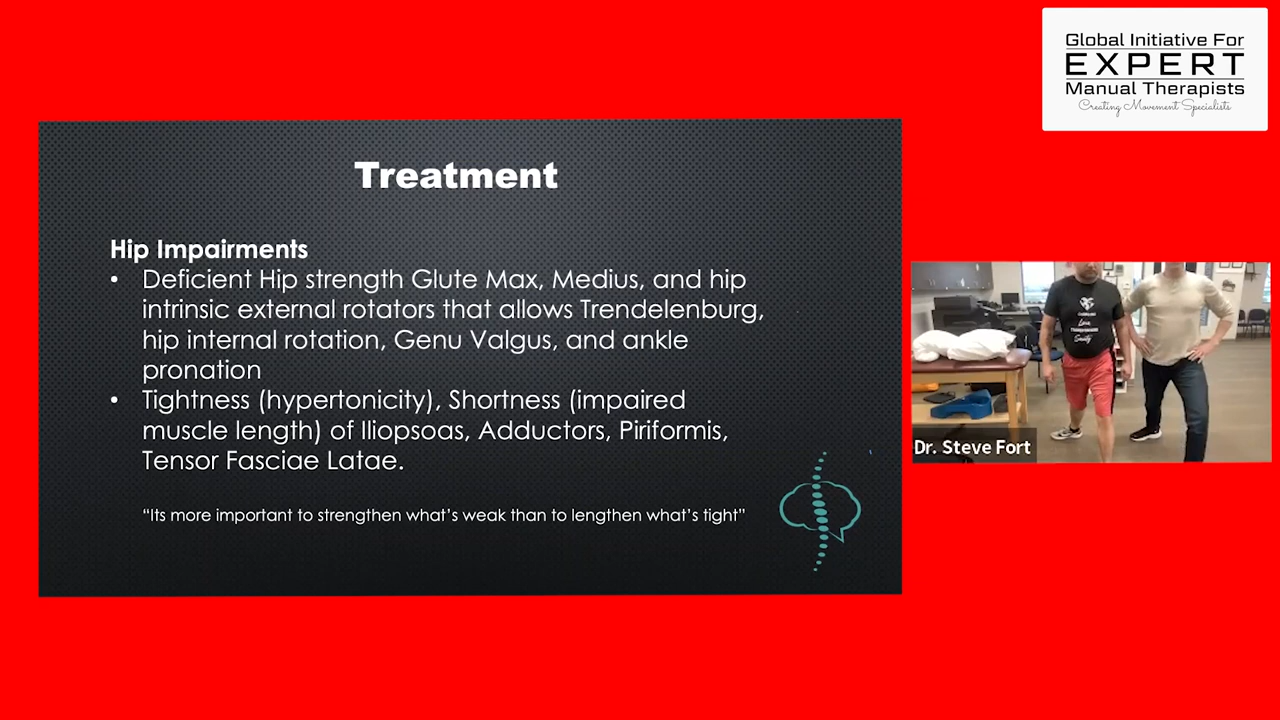 Global Initiative For
EXPERT
Manual Therapists
Creating Movement Specialists
Treatment
Hip Impairments
• Deficient Hip strength Glute Max, Medius, and hip
intrinsic external rotators that allows Trendelenburg,
hip internal rotation, Genu Valgus, and ankle
pronation
• Tightness (hypertonicity), Shortness (impaired
muscle length) of Iliopsoas, Adductors, Piriformis,
Tensor Fasciae Latae.
“Its more important to strengthen what’s weak than to lengthen what’s tight”
Love
Dr. Steve Fort